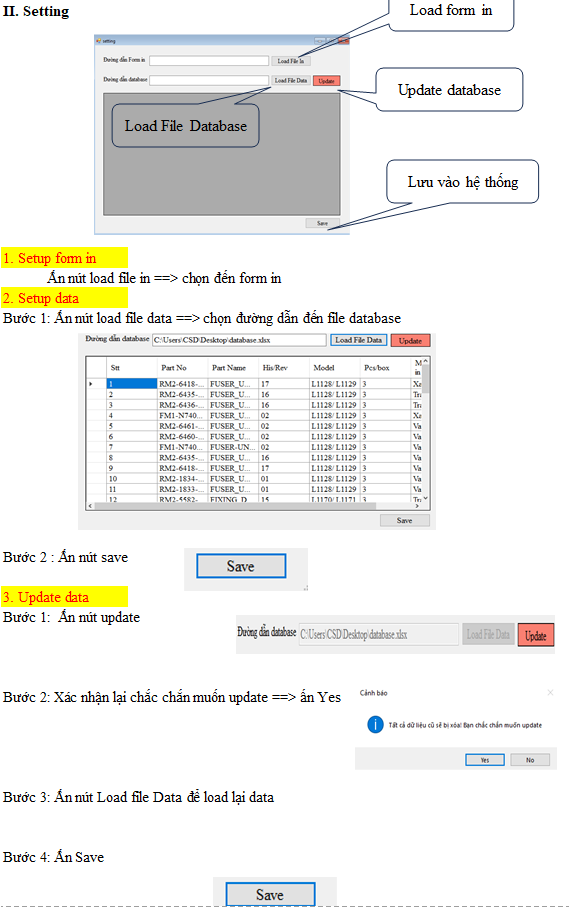 II. Setting
Load form in
setting
Đường dẫn Form in
Load File In
Đường dẫn database
Load File Data
Update
Update database
Load File Database
Lưu vào hệ thống
Save
1. Setup form in
Ấn nút load file in ==> chọn đến form in
2. Setup data
Bước 1: Ấn nút load file data ==> chọn đường dẫn đến file database
Đường dẫn database C:\Users\CSD\Desktop\database.xlsx Load File Data Update
Stt Part No Part Name His/Rev Model Pcs/box M in
1 RM2-6418-... FUSER_U... 17 L1128/ L1129 3 Xe
2 RM2-6435-... FUSER_U... 16 L1128/ L1129 3 Tra
3 RM2-6436-... FUSER_U... 16 L1128/ L1129 3 Tra
4 FM1-N740... FUSER_U... 02 L1128/ L1129 3 Xe
5 RM2-6461-... FUSER_U... 02 L1128/ L1129 3 Va
6 RM2-6460-... FUSER_U... 02 L1128/ L1129 3 Va
7 FM1-N740... FUSER-UN... 02 L1128/ L1129 3 Va
8 RM2-6435-... FUSER_U... 16 L1128/ L1129 3 Va
9 RM2-6418-... FUSER_U... 17 L1128/ L1129 3 Va
10 RM2-1834-... FUSER_U... 01 L1128/ L1129 3 Va
11 RM2-1833-... FUSER_U... 01 L1128/ L1129 3 Va
12 RM2-5582-... FIXING_D... 15 L1170/ L1171 3
Save
Bước 2 : Ấn nút save
Save
3. Update data
Bước 1: Ấn nút update
Đường dẫn database C:\Users\CSD\Desktop\database.xlsx Load File Data Update
Bước 2: Xác nhận lại chắc chắn muốn update ==> ấn Yes
Cảnh báo
Tất cả dữ liệu cũ sẽ bị xóa! Bạn chắc chắn muốn update
Yes No
Bước 3: Ấn nút Load file Data để load lại data
Bước 4: Ấn Save
Save